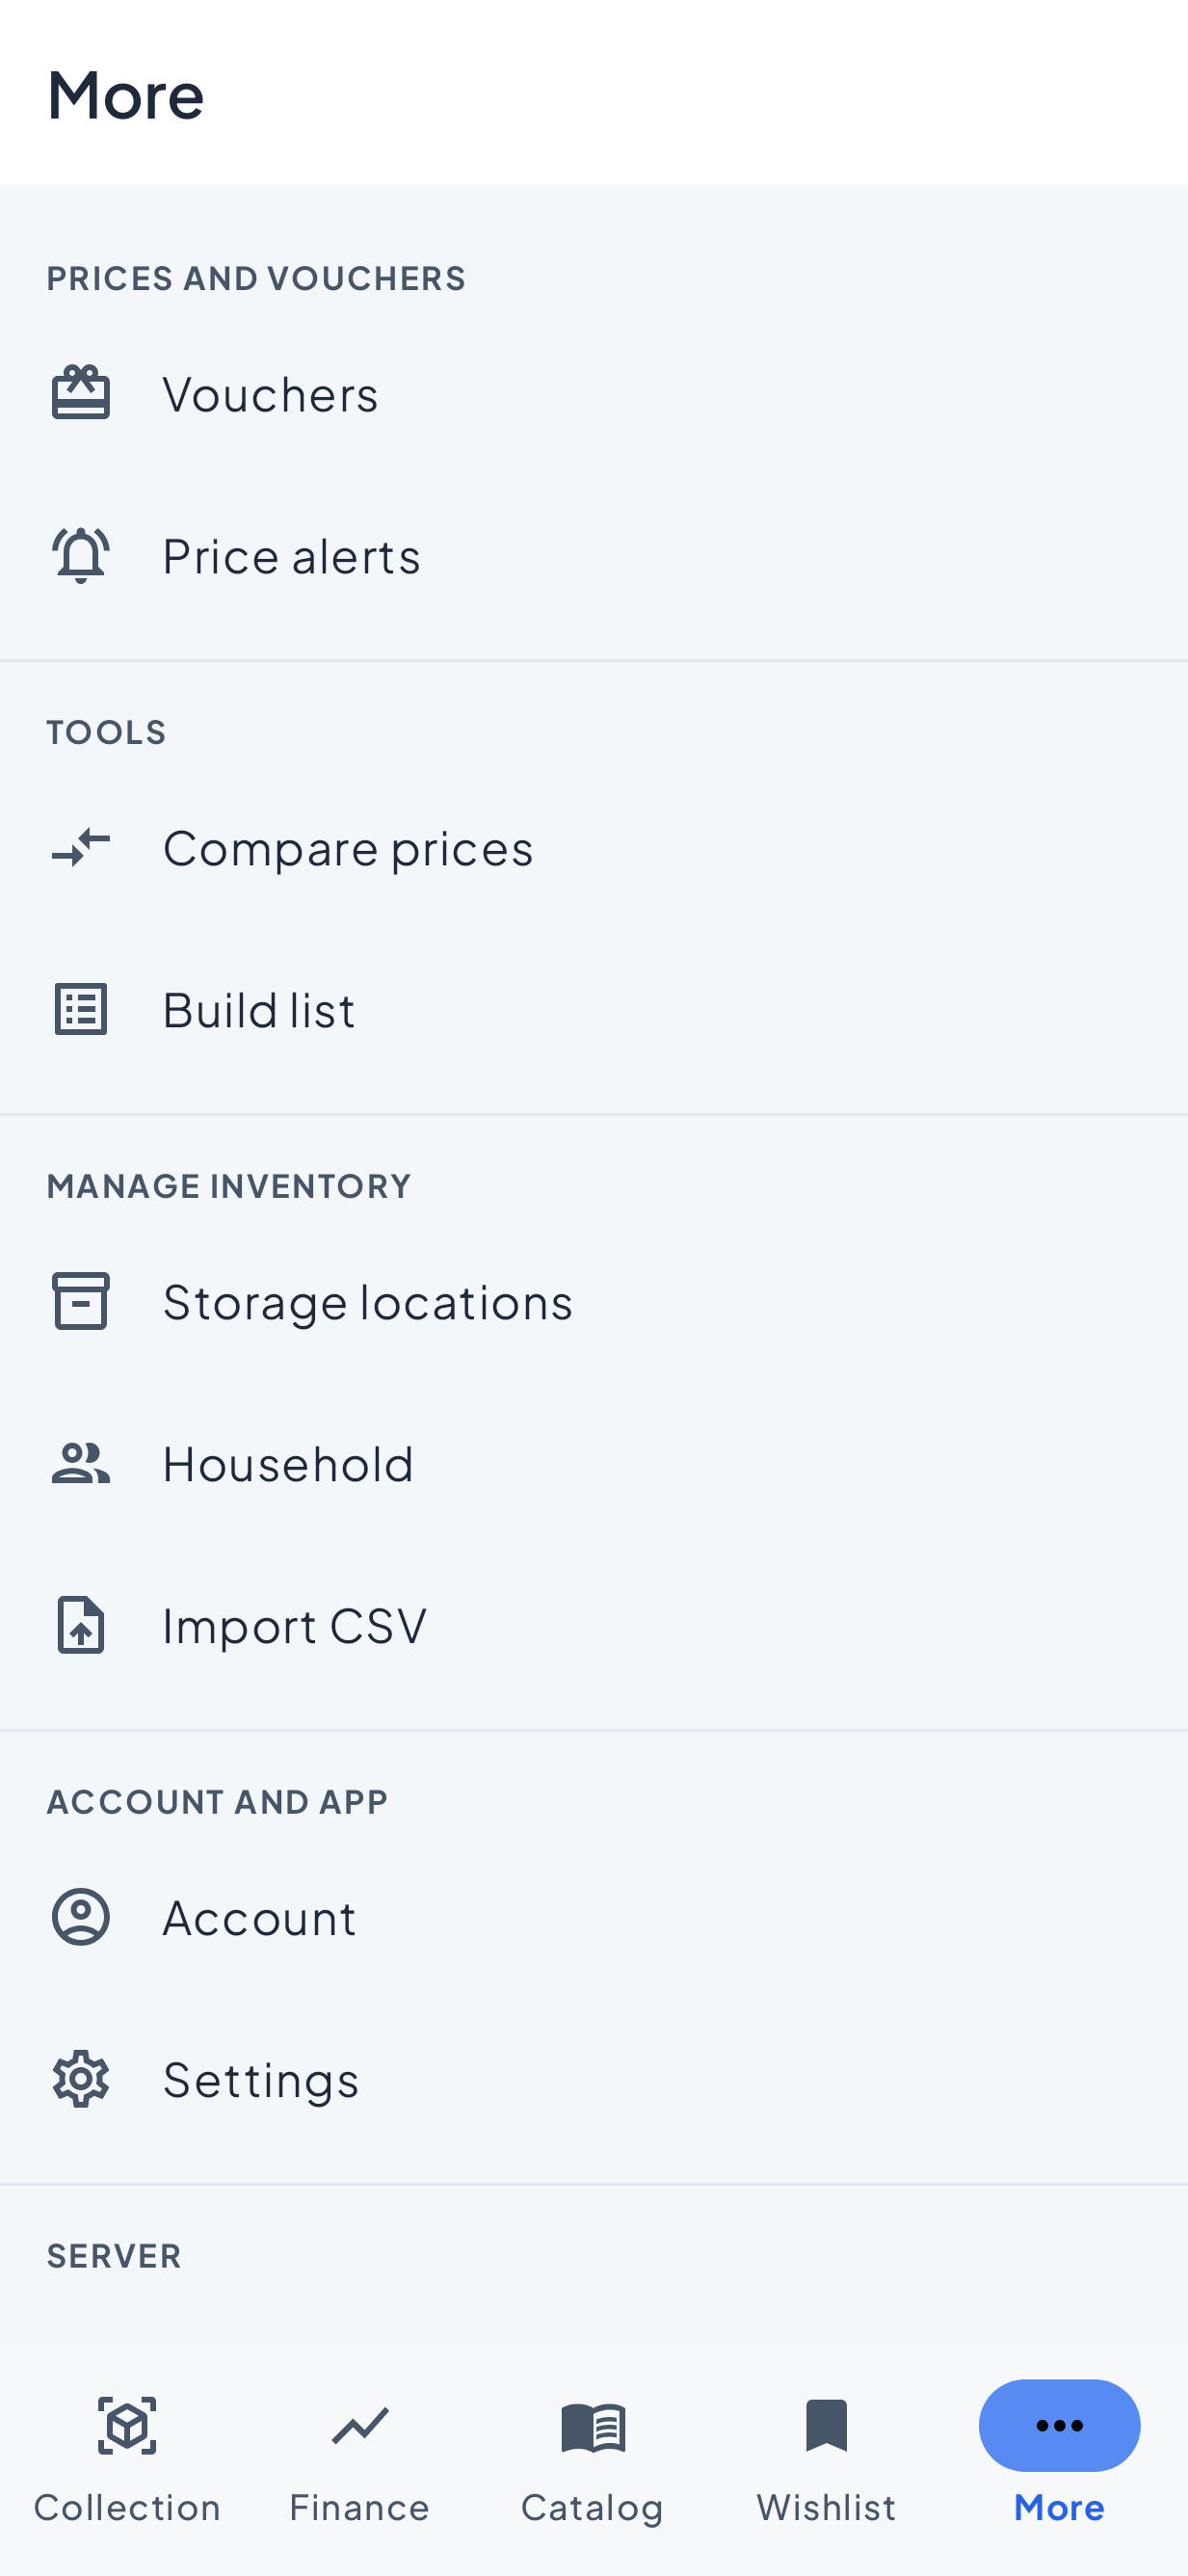 More
PRICES AND VOUCHERS
Vouchers
Price alerts
TOOLS
Compare prices
Build list
MANAGE INVENTORY
Storage locations
Household
Import CSV
ACCOUNT AND APP
Account
Settings
SERVER
Collection
Finance
Catalog
Wishlist
More